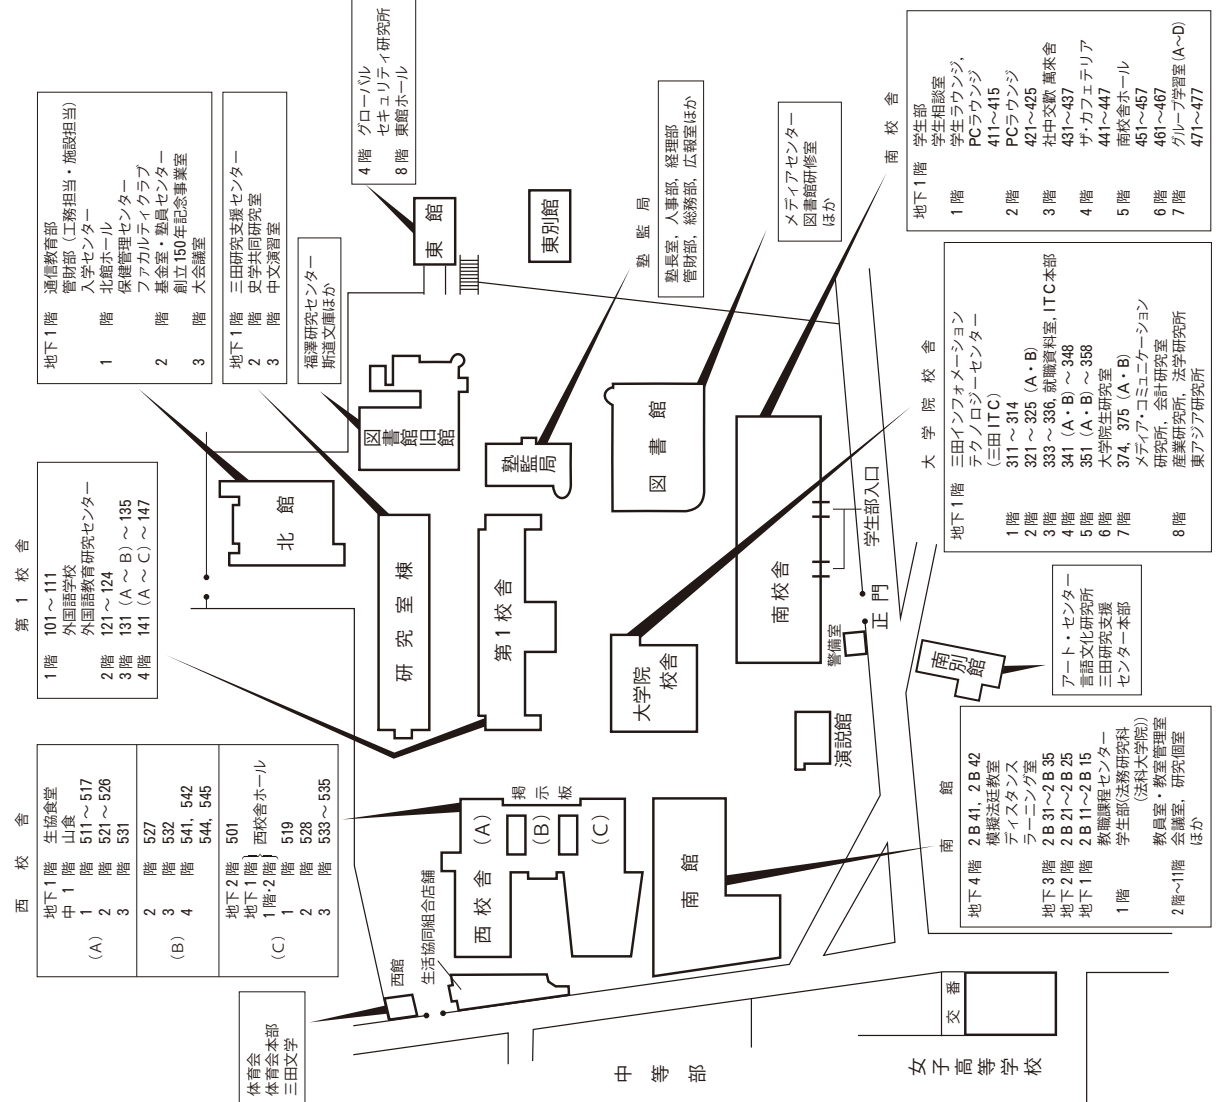 西校舎
(A)
地下1階 生協食堂
中1階 山食
1階 511～517
2階 521～526
3階 531
(B)
2階 527
3階 532
4階 541, 542
544, 545
(C)
地下2階 501
地下1階
1階・2階
西校舎ホール
1階 519
2階 528
3階 533～535
体育会
体育会本部
三田文学
第1校舎
1階 101～111
外国語学校
外国語教育研究センター
2階 121～124
3階 131（A～B）～135
4階 141（A～C）～147
地下1階 通信教育部
管財部（工務担当・施設担当）
入学センター
1階 北館ホール
保健管理センター
ファカルティクラブ
2階 基金室・塾員センター
創立150年記念事業室
3階 大会議室
地下1階 三田研究支援センター
2階 史学共同研究室
3階 中文演習室
福澤研究センター
斯道文庫ほか
4階 グローバル
セキュリティ研究所
8階 東館ホール
塾監局
塾長室，人事部，経理部
管財部，総務部，広報室ほか
メディアセンター
図書館研修室
ほか
南校舎
地下1階 学生部
学生相談室
1階 学生ラウンジ，
PCラウンジ
411～415
2階 PCラウンジ
421～425
3階 社中交歓 萬來舍
431～437
4階 ザ・カフェテリア
441～447
5階 南校舎ホール
451～457
6階 461～467
7階 グループ学習室(A～D)
471～477
大学院校舎
地下1階 三田インフォメーション
テクノロジーセンター
（三田ITC）
1階 311～314
2階 321～325（A・B）
3階 333～336, 就職資料室, ITC本部
4階 341（A・B）～348
5階 351（A・B）～358
6階 大学院生研究室
7階 374, 375（A・B）
メディア・コミュニケーション
研究所，会計研究室
8階 産業研究所，法学研究所
東アジア研究所
アート・センター
言語文化研究所
三田研究支援
センター本部
南館
地下4階 2B41, 2B42
模擬法廷教室
ディスタンス
ラーニング室
地下3階 2B31～2B35
地下2階 2B21～2B25
地下1階 2B11～2B15
教職課程センター
1階 学生部(法務研究科
(法科大学院))
2階～11階 教員室・教室管理室
会議室，研究個室
ほか
東館
東別館
図書館旧館
塾監局
図書館
北館
研究室棟
第1校舎
大学院
校舎
南校舎
学生部入口
正門
警備室
南別館
演説館
掲示板
西校舎
(A)
(B)
(C)
南館
西館
生活協同組合店舗
交番
中等部
女子高等学校